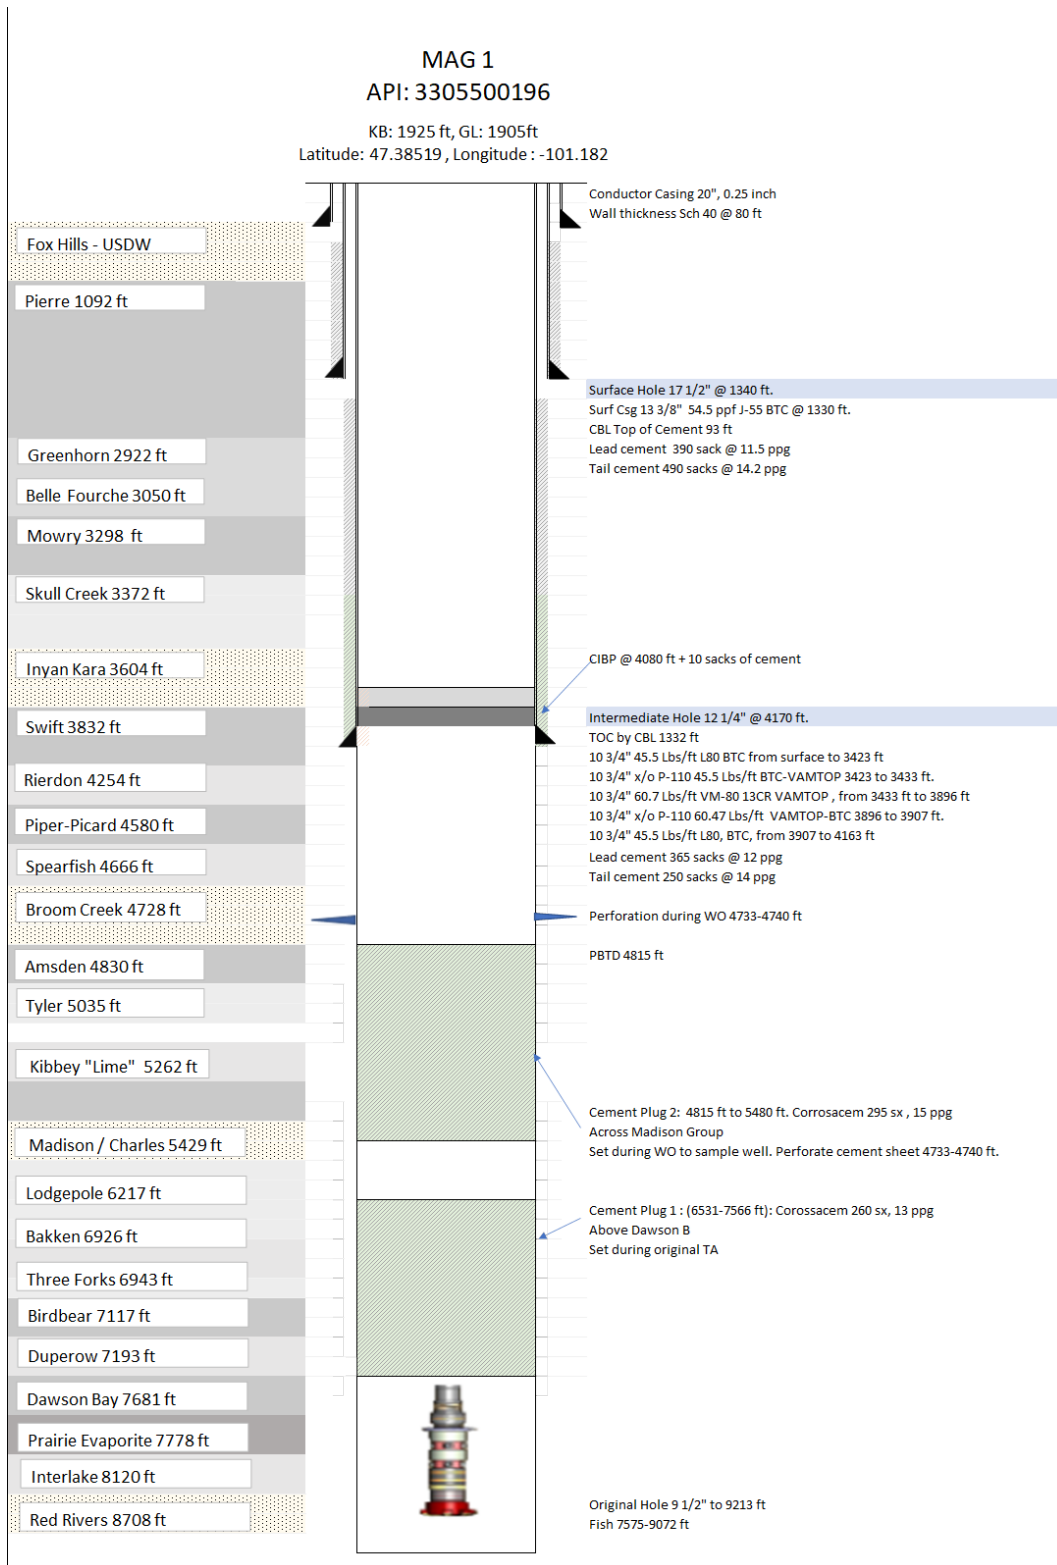 MAG 1
API: 3305500196
KB: 1925 ft, GL: 1905ft
Latitude: 47.38519 , Longitude : -101.182
Conductor Casing 20", 0.25 inch
Wall thickness Sch 40 @ 80 ft
Fox Hills - USDW
Pierre 1092 ft
Surface Hole 17 1/2" @ 1340 ft.
Surf Csg 13 3/8" 54.5 ppf J-55 BTC @ 1330 ft.
CBL Top of Cement 93 ft
Lead cement 390 sack @ 11.5 ppg
Tail cement 490 sacks @ 14.2 ppg
Greenhorn 2922 ft
Belle Fourche 3050 ft
Mowry 3298 ft
Skull Creek 3372 ft
Inyan Kara 3604 ft
CIBP @ 4080 ft + 10 sacks of cement
Swift 3832 ft
Intermediate Hole 12 1/4" @ 4170 ft.
TOC by CBL 1332 ft
10 3/4" 45.5 Lbs/ft L80 BTC from surface to 3423 ft
10 3/4" x/o P-110 45.5 Lbs/ft BTC-VAMTOP 3423 to 3433 ft.
10 3/4" 60.7 Lbs/ft VM-80 13CR VAMTOP , from 3433 ft to 3896 ft
10 3/4" x/o P-110 60.47 Lbs/ft VAMTOP-BTC 3896 to 3907 ft.
10 3/4" 45.5 Lbs/ft L80, BTC, from 3907 to 4163 ft
Lead cement 365 sacks @ 12 ppg
Tail cement 250 sacks @ 14 ppg
Rierdon 4254 ft
Piper-Picard 4580 ft
Spearfish 4666 ft
Broom Creek 4728 ft
Perforation during WO 4733-4740 ft
PBTD 4815 ft
Amsden 4830 ft
Tyler 5035 ft
Kibbey "Lime" 5262 ft
Cement Plug 2: 4815 ft to 5480 ft. Corrosacem 295 sx , 15 ppg
Across Madison Group
Set during WO to sample well. Perforate cement sheet 4733-4740 ft.
Madison / Charles 5429 ft
Lodgepole 6217 ft
Cement Plug 1 : (6531-7566 ft): Corossacem 260 sx, 13 ppg
Above Dawson B
Set during original TA
Bakken 6926 ft
Three Forks 6943 ft
Birdbear 7117 ft
Duperow 7193 ft
Dawson Bay 7681 ft
Prairie Evaporite 7778 ft
Interlake 8120 ft
Red Rivers 8708 ft
Original Hole 9 1/2" to 9213 ft
Fish 7575-9072 ft